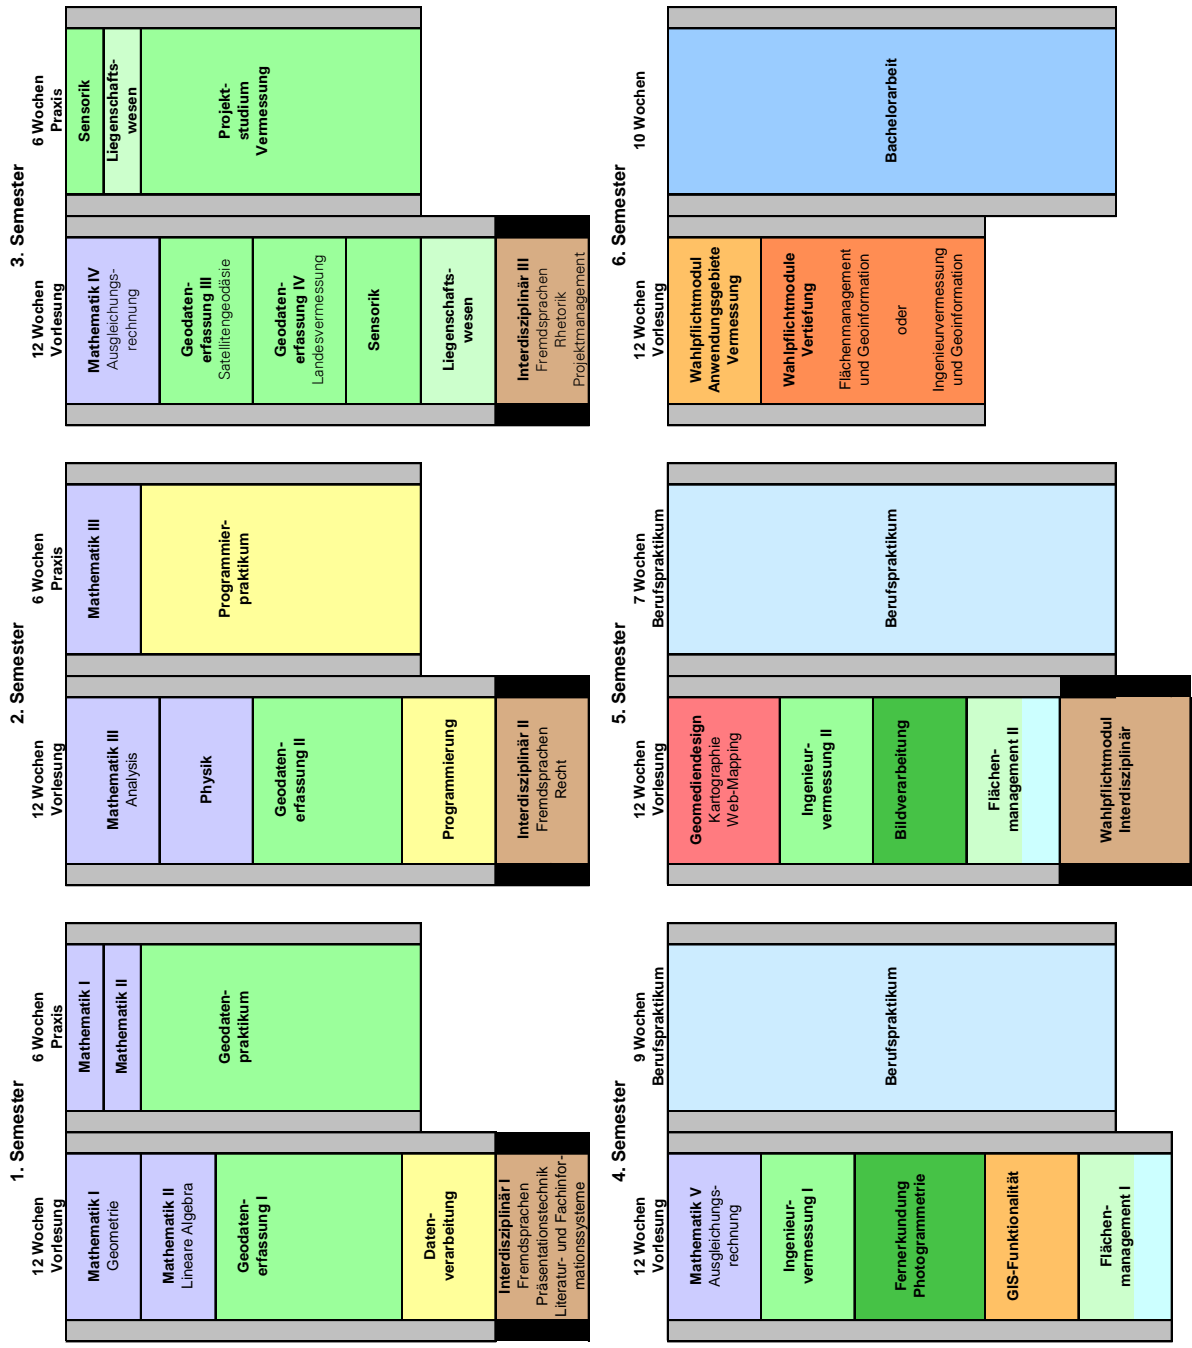 1. Semester
12 Wochen
Vorlesung
Mathematik I
Geometrie
Mathematik II
Lineare Algebra
Geodaten-
erfassung I
Daten-
verarbeitung
Interdisziplinär I
Fremdsprachen
Präsentationstechnik
Literatur- und Fachinfor-
mationssysteme
6 Wochen
Praxis
Mathematik I
Mathematik II
Geodaten-
praktikum
2. Semester
12 Wochen
Vorlesung
Mathematik III
Analysis
Physik
Geodaten-
erfassung II
Programmierung
Interdisziplinär II
Fremdsprachen
Recht
6 Wochen
Praxis
Mathematik III
Programmier-
praktikum
3. Semester
12 Wochen
Vorlesung
Mathematik IV
Ausgleichungs-
rechnung
Geodaten-
erfassung III
Satellitengeodäsie
Geodaten-
erfassung IV
Landesvermessung
Sensorik
Liegenschafts-
wesen
Interdisziplinär III
Fremdsprachen
Rhetorik
Projektmanagement
6 Wochen
Praxis
Sensorik
Liegenschafts-
wesen
Projekt-
studium
Vermessung
4. Semester
12 Wochen
Vorlesung
Mathematik V
Ausgleichungs-
rechnung
Ingenieur-
vermessung I
Fernerkundung
Photogrammetrie
GIS-Funktionalität
Flächen-
management I
9 Wochen
Berufspraktikum
Berufspraktikum
5. Semester
12 Wochen
Vorlesung
Geomediendesign
Kartographie
Web-Mapping
Ingenieur-
vermessung II
Bildverarbeitung
Flächen-
management II
Wahlpflichtmodul
Interdisziplinär
7 Wochen
Berufspraktikum
Berufspraktikum
6. Semester
12 Wochen
Vorlesung
Wahlpflichtmodul
Anwendungsgebiete
Vermessung
Wahlpflichtmodule
Vertiefung
Flächenmanagement
und Geoinformation
oder
Ingenieurvermessung
und Geoinformation
10 Wochen
Bachelorarbeit